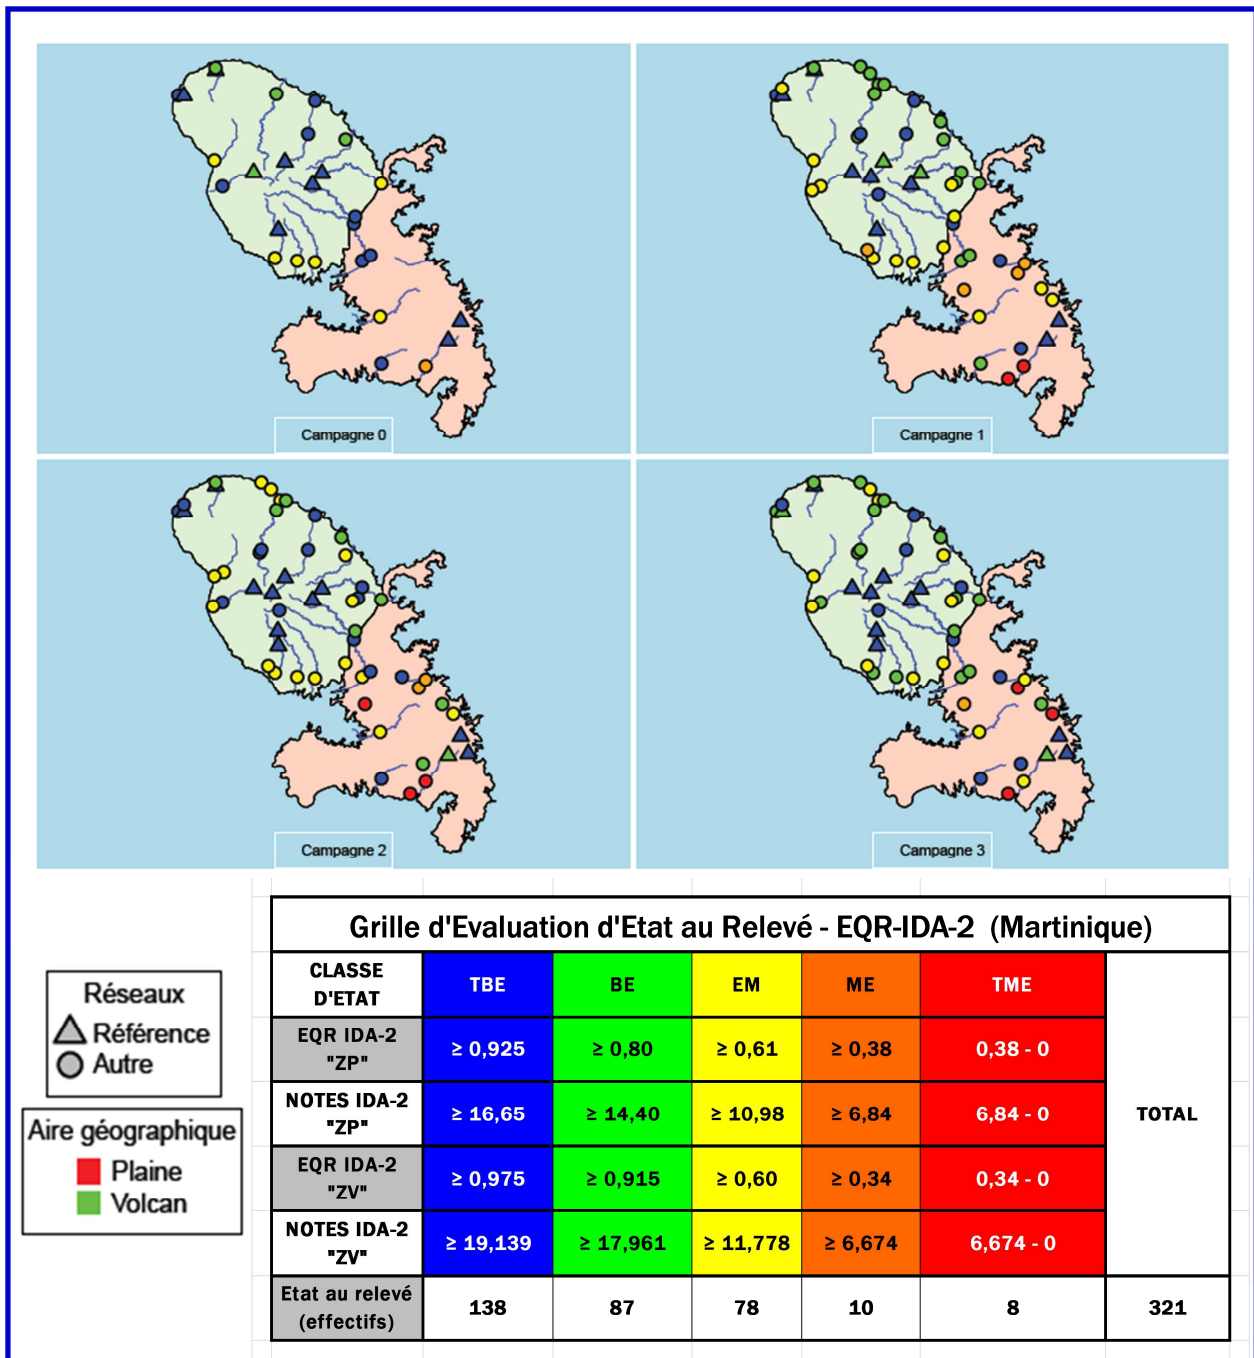 Campagne 0
Campagne 1
Campagne 2
Campagne 3
Réseaux
Référence
Autre
Aire géographique
Plaine
Volcan
Grille d'Evaluation d'Etat au Relevé - EQR-IDA-2 (Martinique)
CLASSE
D'ETAT
TBE BE EM ME TME
EQR IDA-2
"ZP"
≥ 0,925 ≥ 0,80 ≥ 0,61 ≥ 0,38 0,38 - 0
NOTES IDA-2
"ZP"
≥ 16,65 ≥ 14,40 ≥ 10,98 ≥ 6,84 6,84 - 0 TOTAL
EQR IDA-2
"ZV"
≥ 0,975 ≥ 0,915 ≥ 0,60 ≥ 0,34 0,34 - 0
NOTES IDA-2
"ZV"
≥ 19,139 ≥ 17,961 ≥ 11,778 ≥ 6,674 6,674 - 0
Etat au relevé
(effectifs)
138 87 78 10 8 321